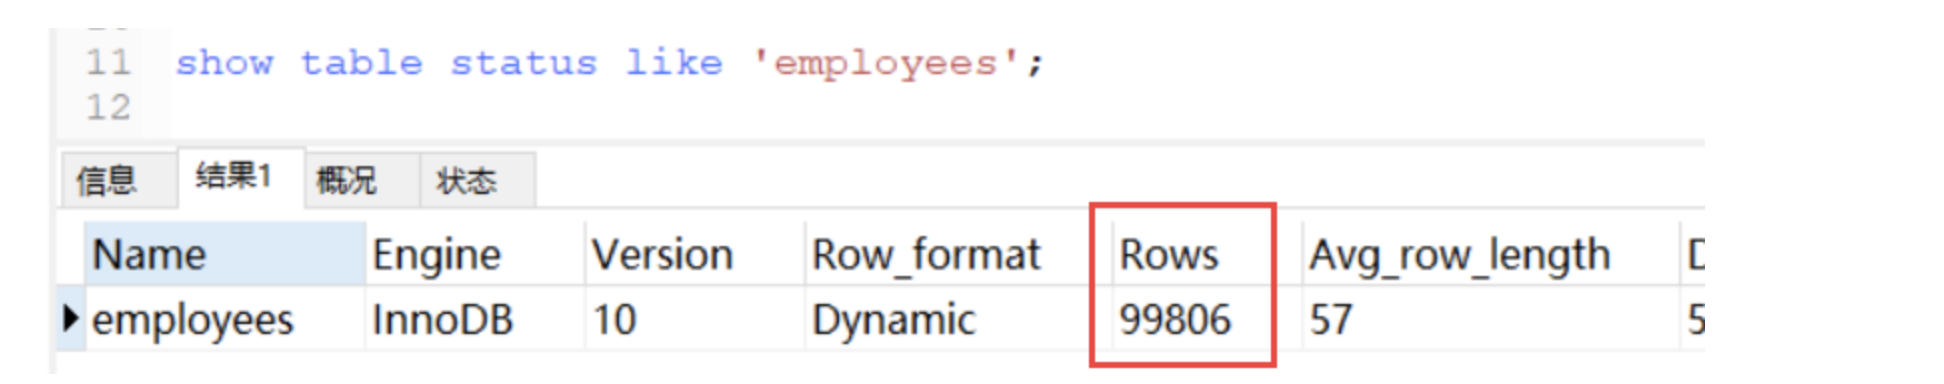 11 show table status like 'employees';
12
信息 结果1 概况 状态
Name Engine Version Row_format Rows Avg_row_length
employees InnoDB 10 Dynamic 99806 57